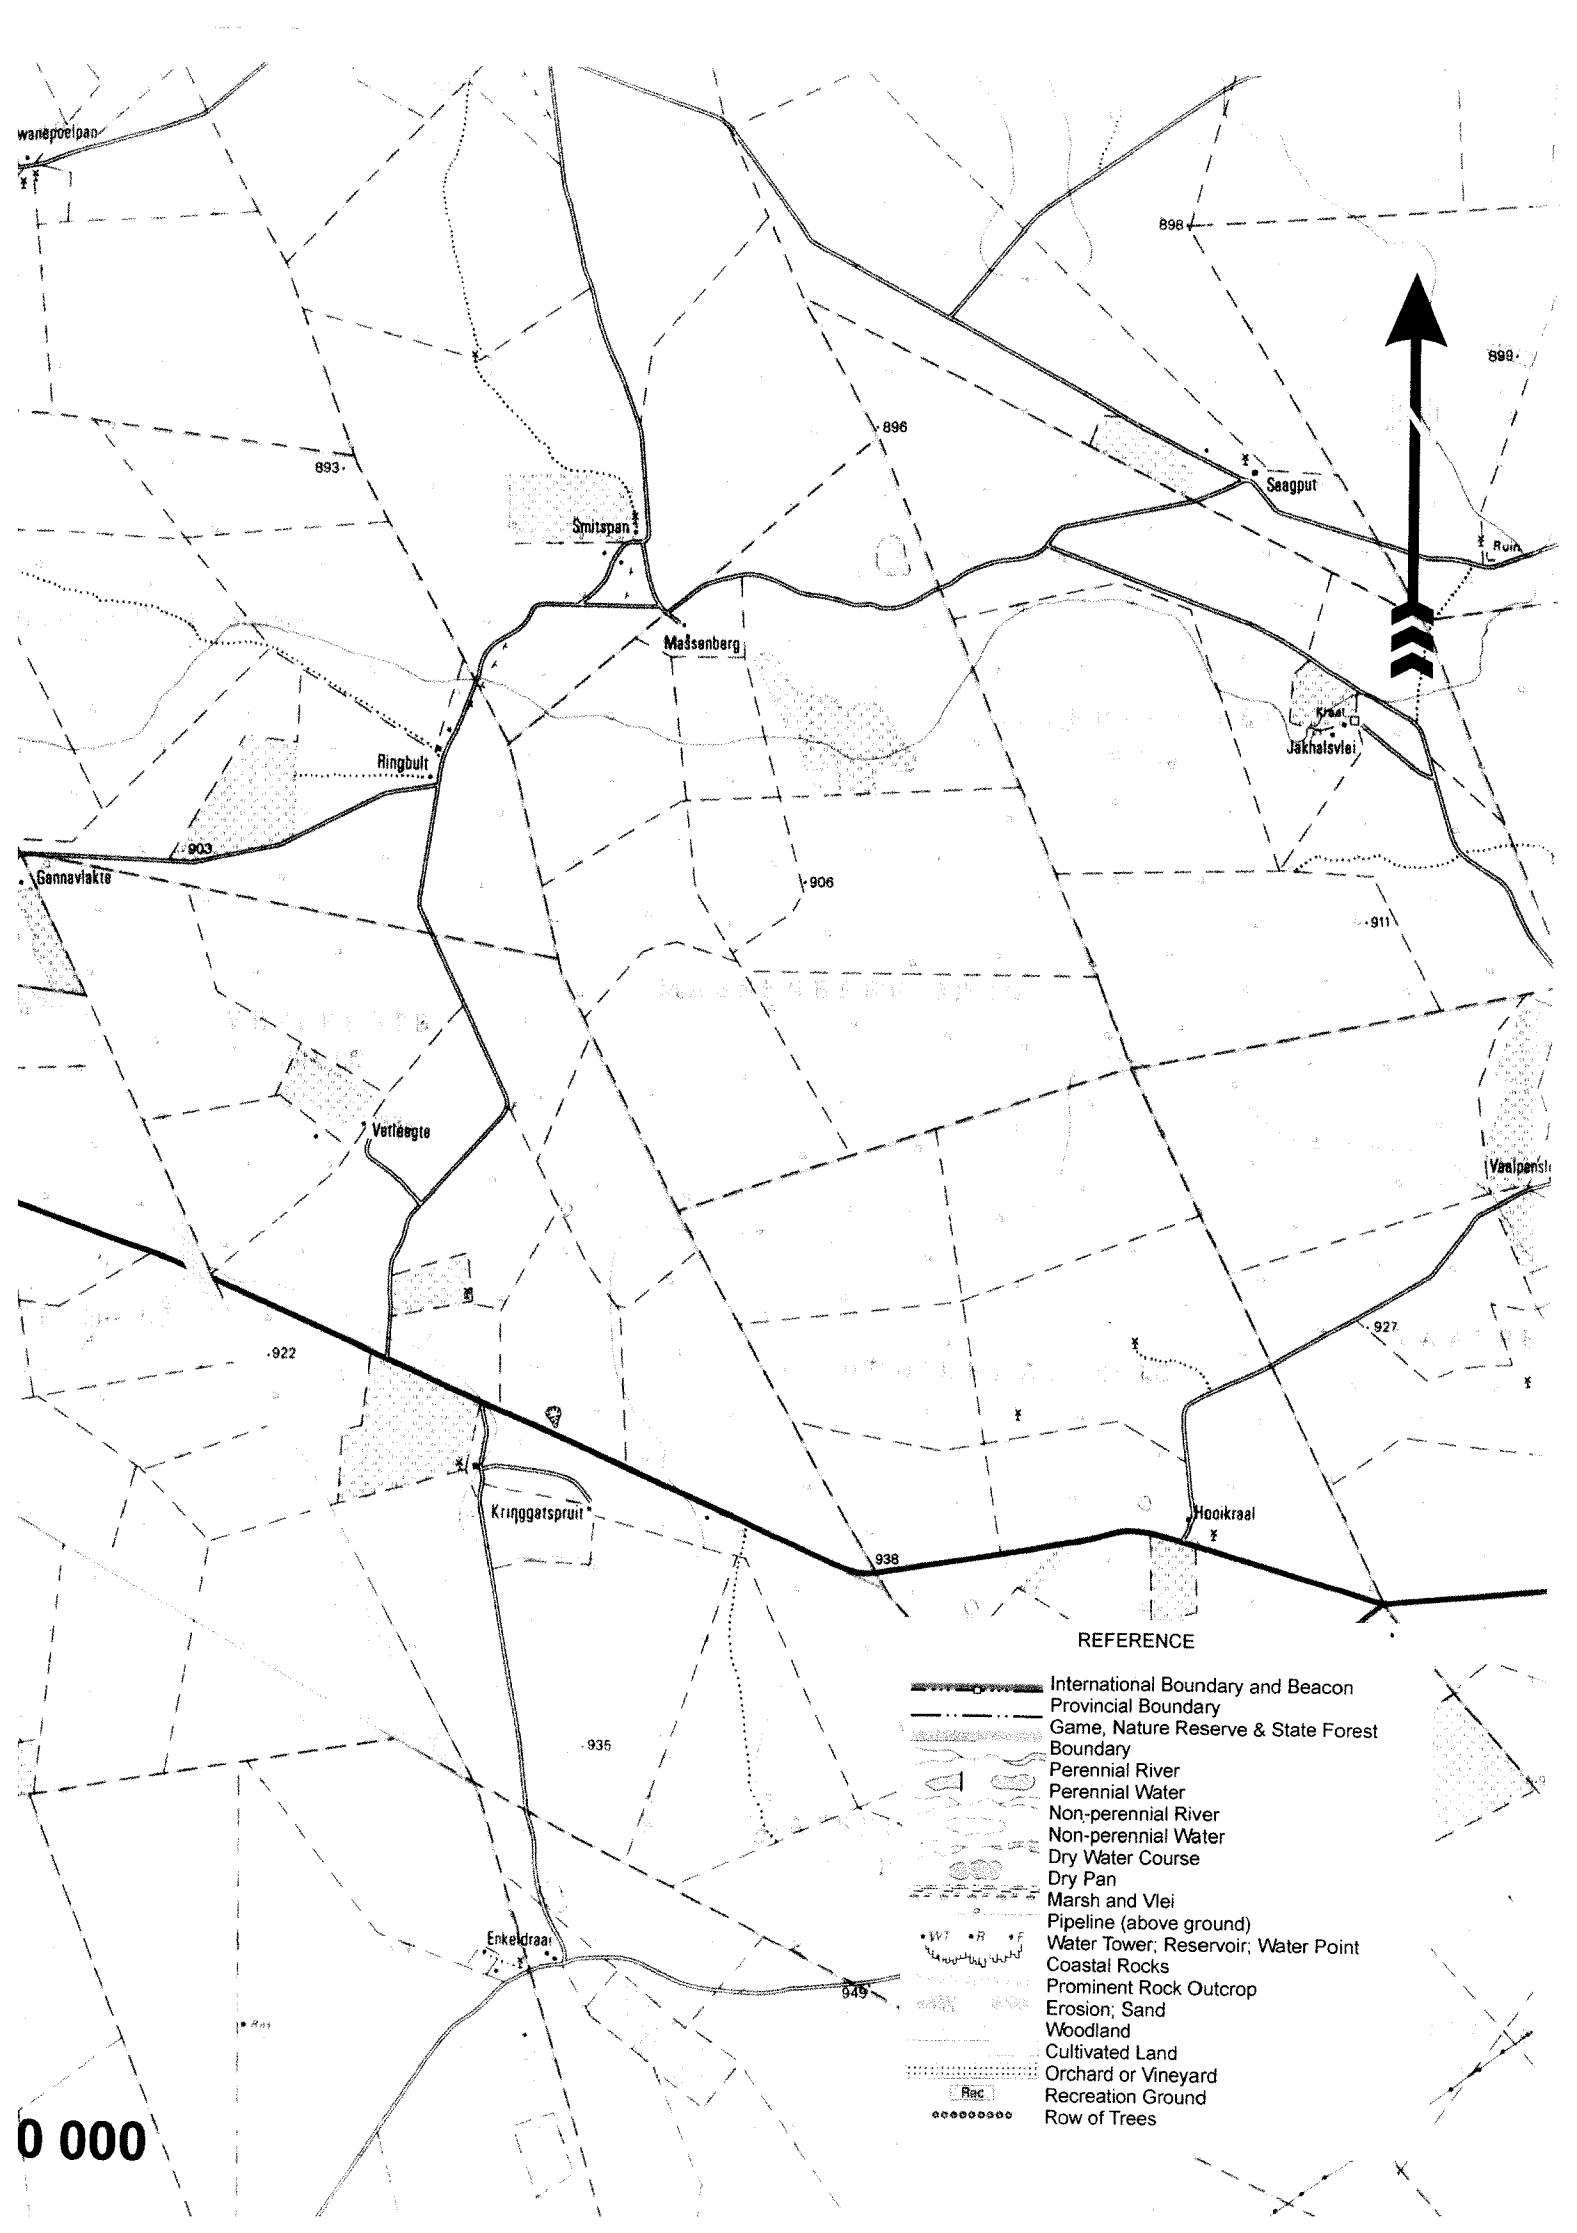 wanepoelpan
898
899
896
893
Saagput
Smitspan
Ruin
Massenberg
Kraal
Jakhalsvlei
Ringbult
903
Gannavlakte
906
911
Vetleegte
Vaalpensl
927
922
Kringgatspruit
Hooikraal
938
REFERENCE
International Boundary and Beacon
Provincial Boundary
Game, Nature Reserve & State Forest
Boundary
Perennial River
Perennial Water
Non-perennial River
Non-perennial Water
Dry Water Course
Dry Pan
Marsh and Vlei
Pipeline (above ground)
•WT •R •F Water Tower; Reservoir; Water Point
Coastal Rocks
Prominent Rock Outcrop
Erosion; Sand
Woodland
Cultivated Land
Orchard or Vineyard
Rec Recreation Ground
Row of Trees
935
Enkeldraai
949
0 000